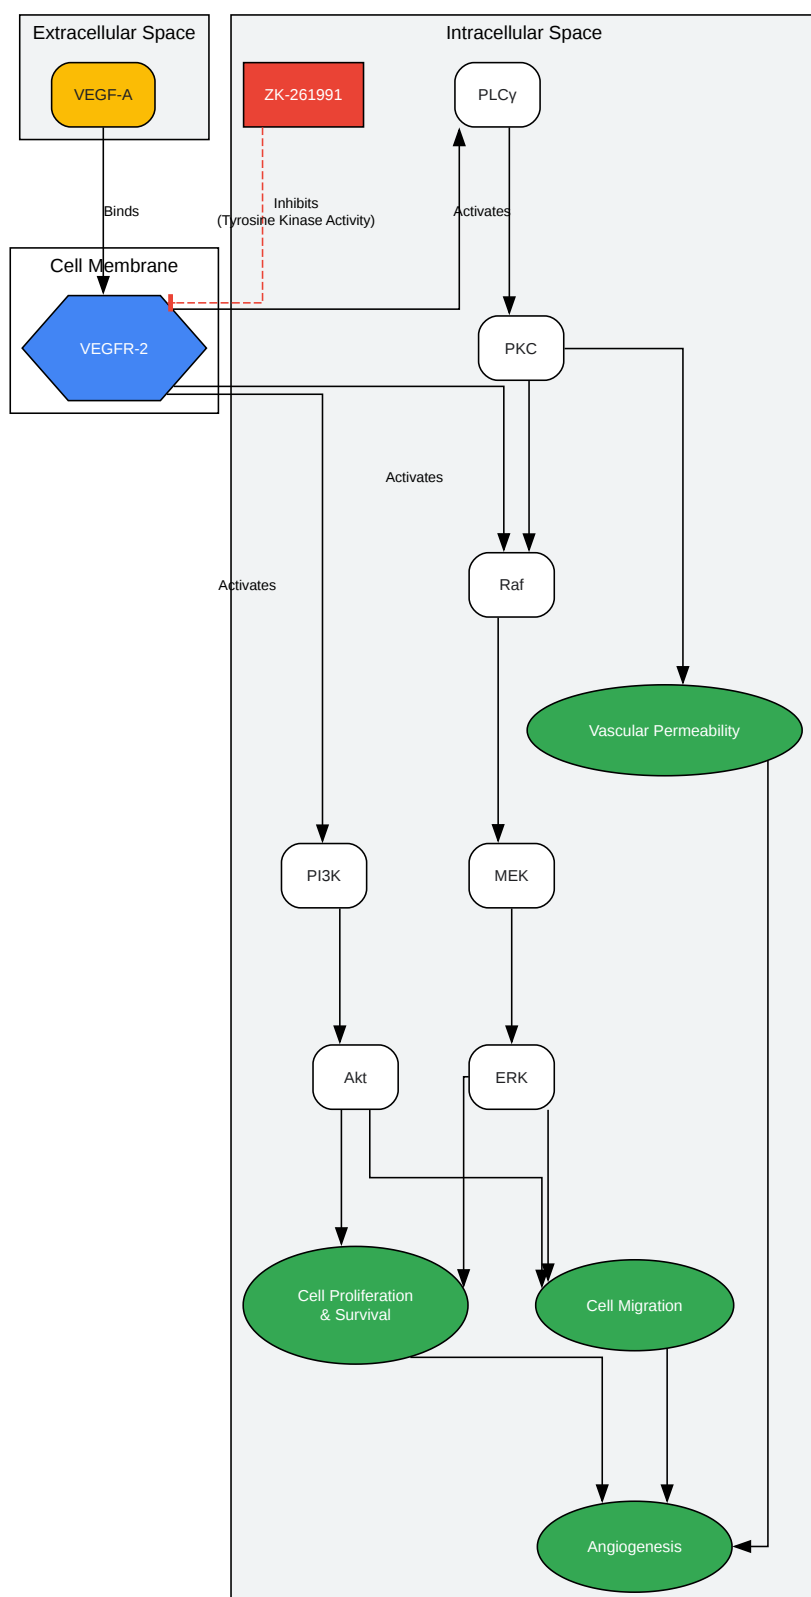 Extracellular Space
Intracellular Space
VEGF-A
ZK-261991
PLCγ
Binds
Inhibits
(Tyrosine Kinase Activity)
Activates
Cell Membrane
VEGFR-2
PKC
Activates
Activates
Raf
Vascular Permeability
PI3K
MEK
Akt
ERK
Cell Proliferation
& Survival
Cell Migration
Angiogenesis